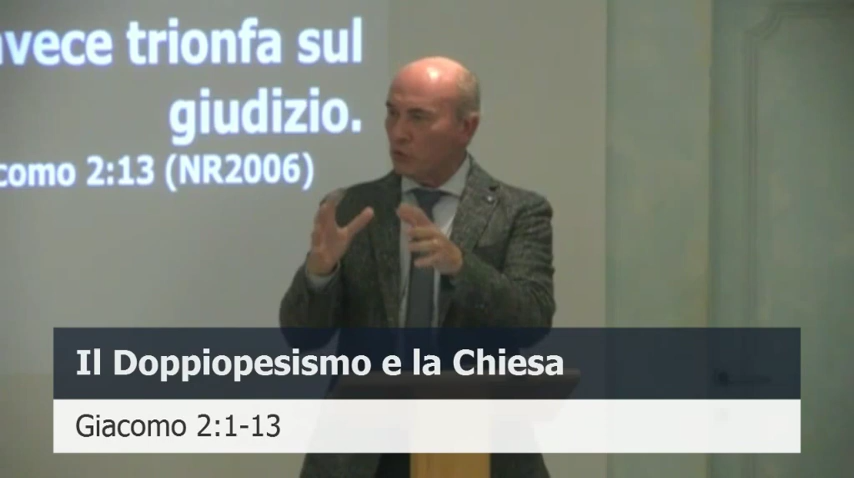 vece trionfa sul
giudizio.
como 2:13 (NR2006)
Il Doppiopesismo e la Chiesa
Giacomo 2:1-13